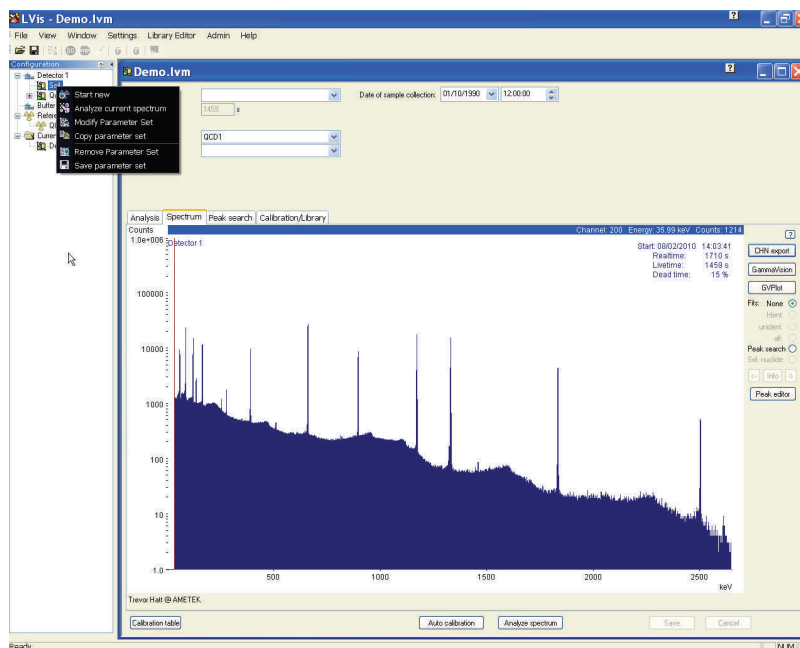 LVis - Demo.lvm
File View Window Settings Library Editor Admin Help
Configuration
Detector 1
Start new
Analyze current spectrum
Modify Parameter Set
Copy parameter set
Remove Parameter Set
Save parameter set
Buffer
Demo.lvm
Date of sample collection: 01/10/1990 12:00:00
1459 s
QCD1
Analysis Spectrum Peak search Calibration/Library
Counts Channel: 200 Energy: 35.99 keV Counts: 1214
Detector 1
Start: 08/02/2010 14:03:41
Realtime: 1710 s
Livetime: 1459 s
Dead time: 15 %
1.0e+006
100000
10000
1000
100
10
1.0
500 1000 1500 2000 2500
keV
CHN export
GammaVision
GVPlot
Fits: None
Ident.
unident.
all:
Peak search
Sel. nuclide:
<- Info ->
Peak editor
Trevor Hatt @ AMETEK.
Calibration table Auto calibration Analyze spectrum Save Cancel
Ready NUM